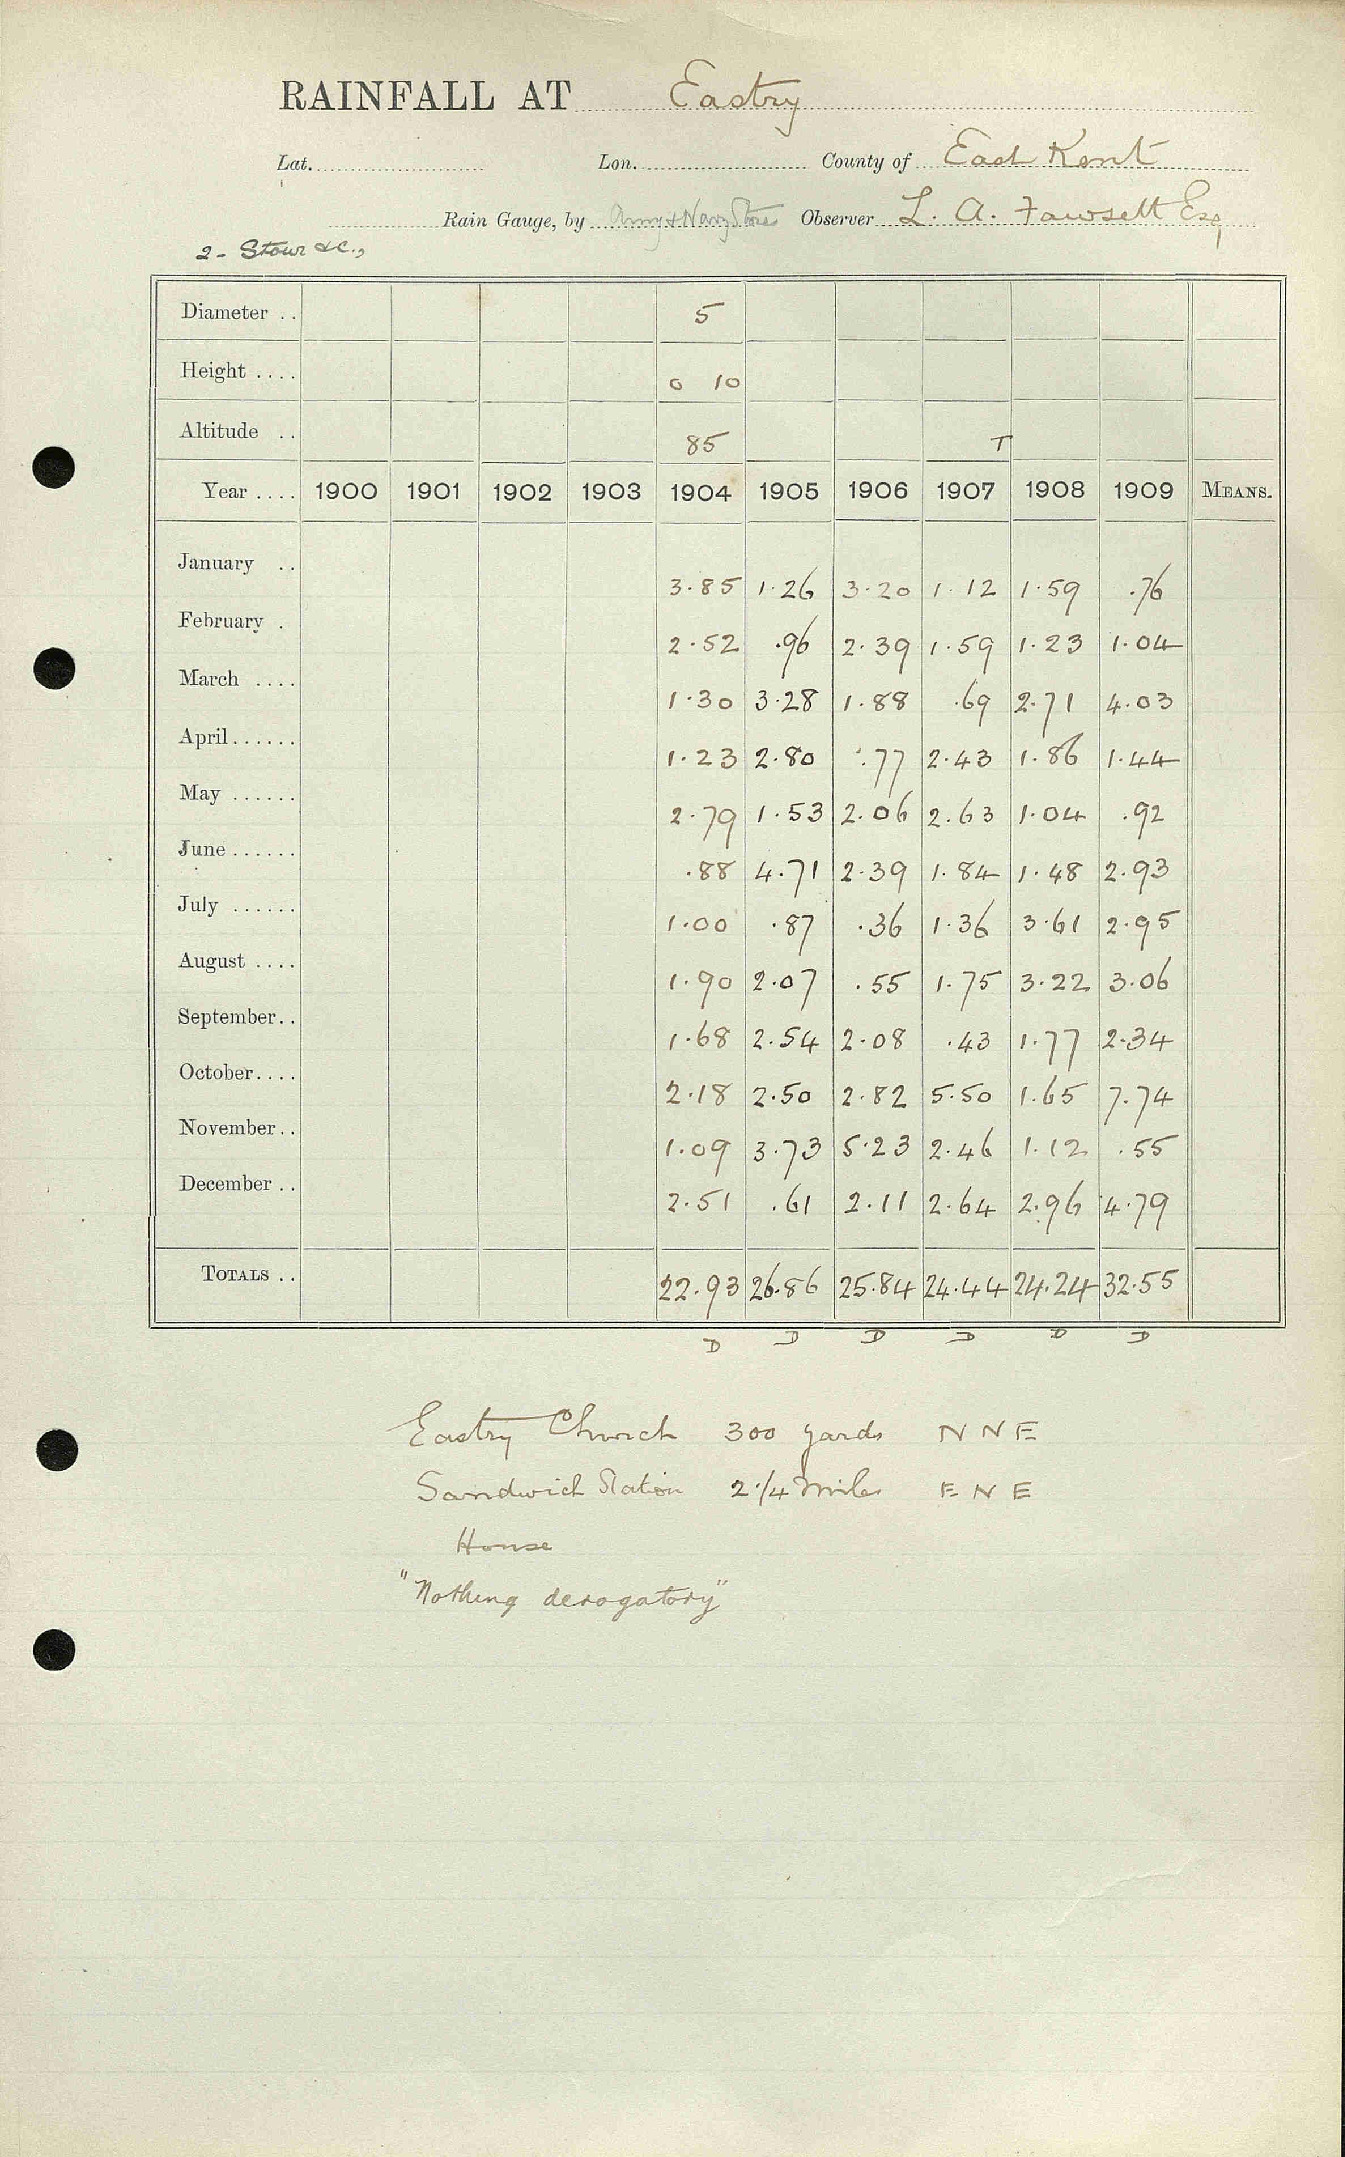 RAINFALL AT Eastry
Lat. Lon. County of East Kent
Rain Gauge, by Army & Navy Stores Observer L. A. Fawsett Esq
2 - Stour &c.,
Diameter .. 5
Height .... 0 10
Altitude .. 85 T
Year .... 1900 1901 1902 1903 1904 1905 1906 1907 1908 1909 MEANS.
January .. 3.85 1.26 3.20 1.12 1.59 .76
February . 2.52 .96 2.39 1.59 1.23 1.04
March .... 1.30 3.28 1.88 .69 2.71 4.03
April...... 1.23 2.80 .77 2.43 1.86 1.44
May ...... 2.79 1.53 2.06 2.63 1.04 .92
June...... .88 4.71 2.39 1.84 1.48 2.93
July ...... 1.00 .87 .36 1.36 3.61 2.95
August .... 1.90 2.07 .55 1.75 3.22 3.06
September.. 1.68 2.54 2.08 .43 1.77 2.34
October.... 2.18 2.50 2.82 5.50 1.65 7.74
November.. 1.09 3.73 5.23 2.46 1.12 .55
December .. 2.51 .61 2.11 2.64 2.96 4.79
TOTALS .. 22.93 26.86 25.84 24.44 24.24 32.55
D D D D D D
Eastry Church 300 yards N N E
Sandwich Station 2 1/4 miles E N E
House
"Nothing derogatory"